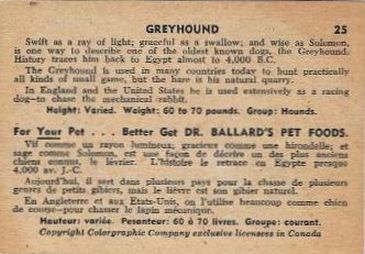 GREYHOUND 25
Swift as a ray of light; graceful as a swallow; and wise as Solomon,
is one way to describe one of the oldest known dogs, the Greyhound.
History traces him back to Egypt almost to 4,000 B.C.
The Greyhound is used in many countries today to hunt practically
all kinds of small game, but the hare is his natural quarry.
In England and the United States he is used extensively as a racing
dog—to chase the mechanical rabbit.
Height: Varied. Weight: 60 to 70 pounds. Group: Hounds.
For Your Pet . . . Better Get DR. BALLARD'S PET FOODS.
Vif comme un rayon lumineux; gracieux comme une hirondelle; et
sage comme Solomon, est une façon de décrire un des plus anciens
chiens connus, le lévrier. L'histoire le retrace en Egypte presque
4,000 av. J.-C.
Aujourd'hui, il sert dans plusieurs pays pour la chasse de plusieurs
genres de petits gibiers, mais le lièvre est son gibier naturel.
En Angleterre et aux Etats-Unis, on l'utilise beaucoup comme chien
de course—pour chasser le lapin mécanique.
Hauteur: variée. Pesanteur: 60 à 70 livres. Groupe: courant.
Copyright Colorgraphic Company exclusive licensees in Canada